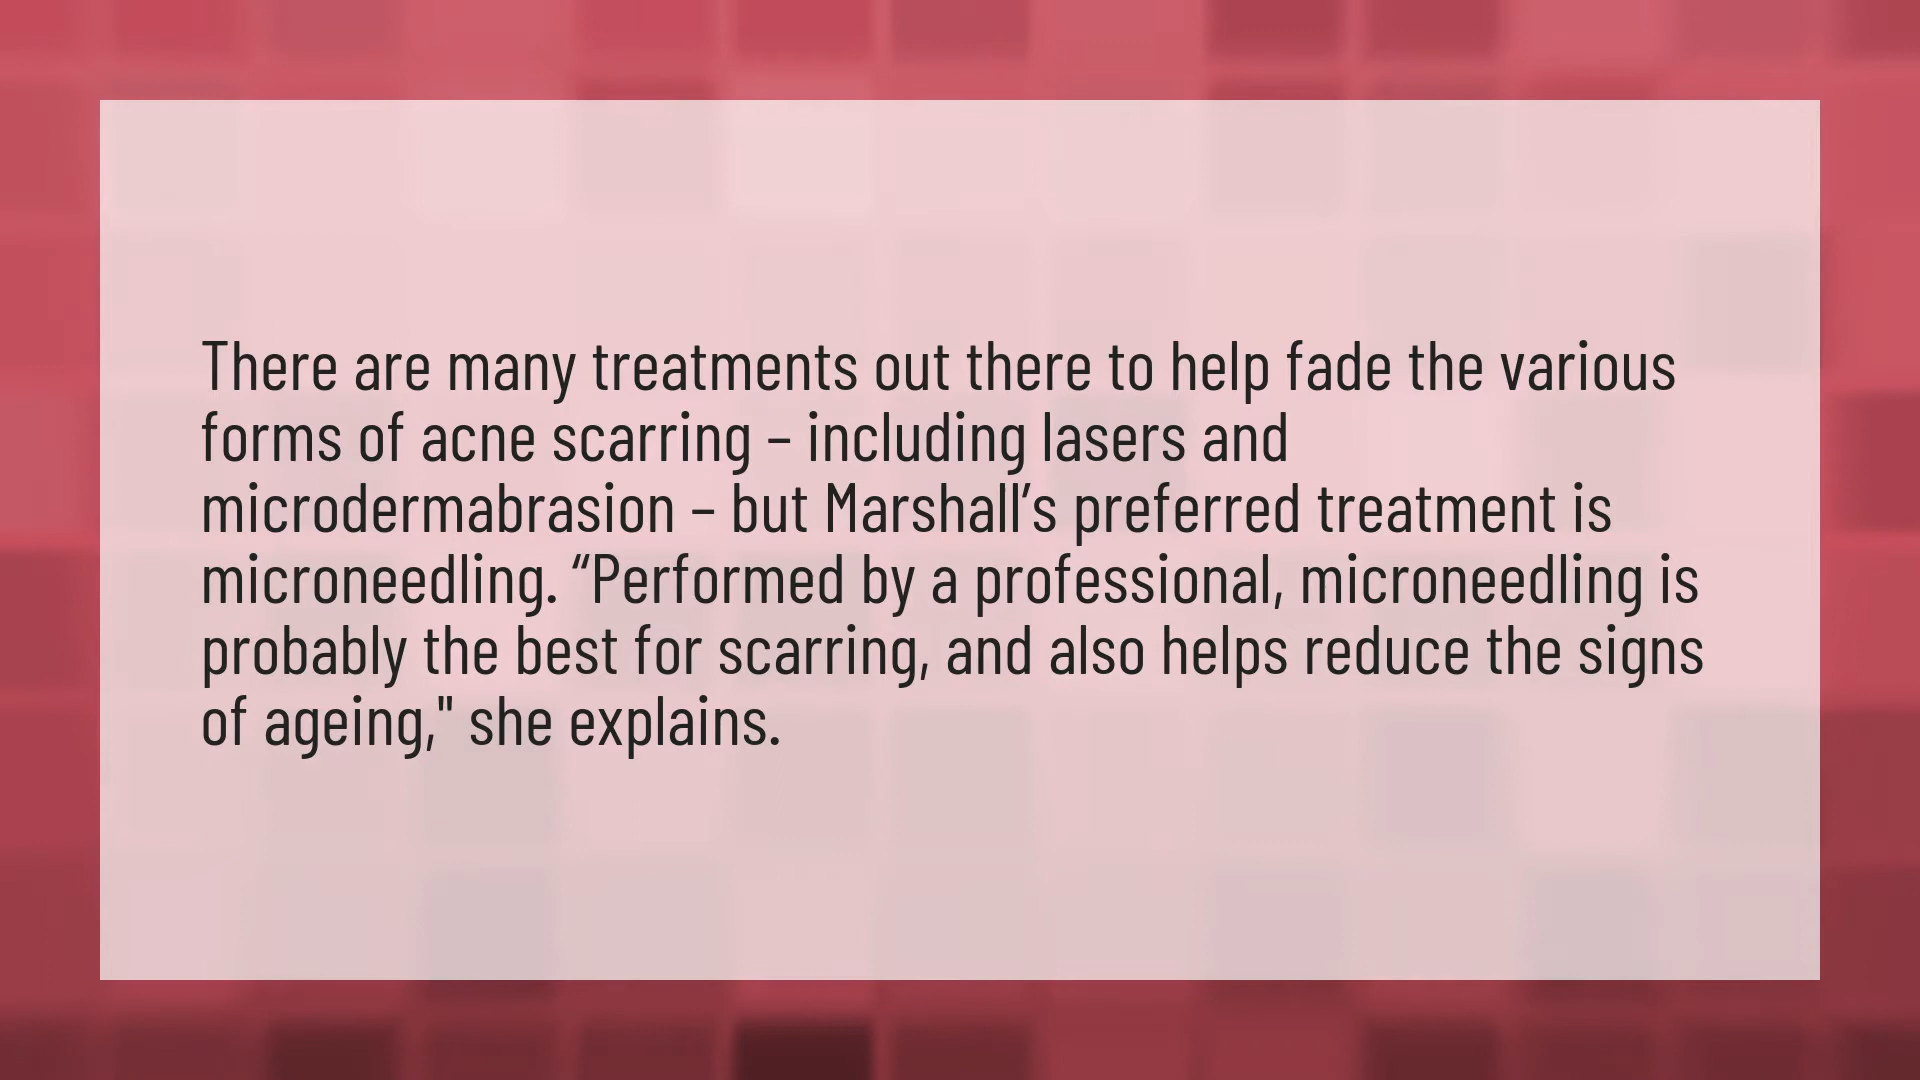 There are many treatments out there to help fade the various
forms of acne scarring – including lasers and
microdermabrasion – but Marshall’s preferred treatment is
microneedling. “Performed by a professional, microneedling is
probably the best for scarring, and also helps reduce the signs
of ageing," she explains.